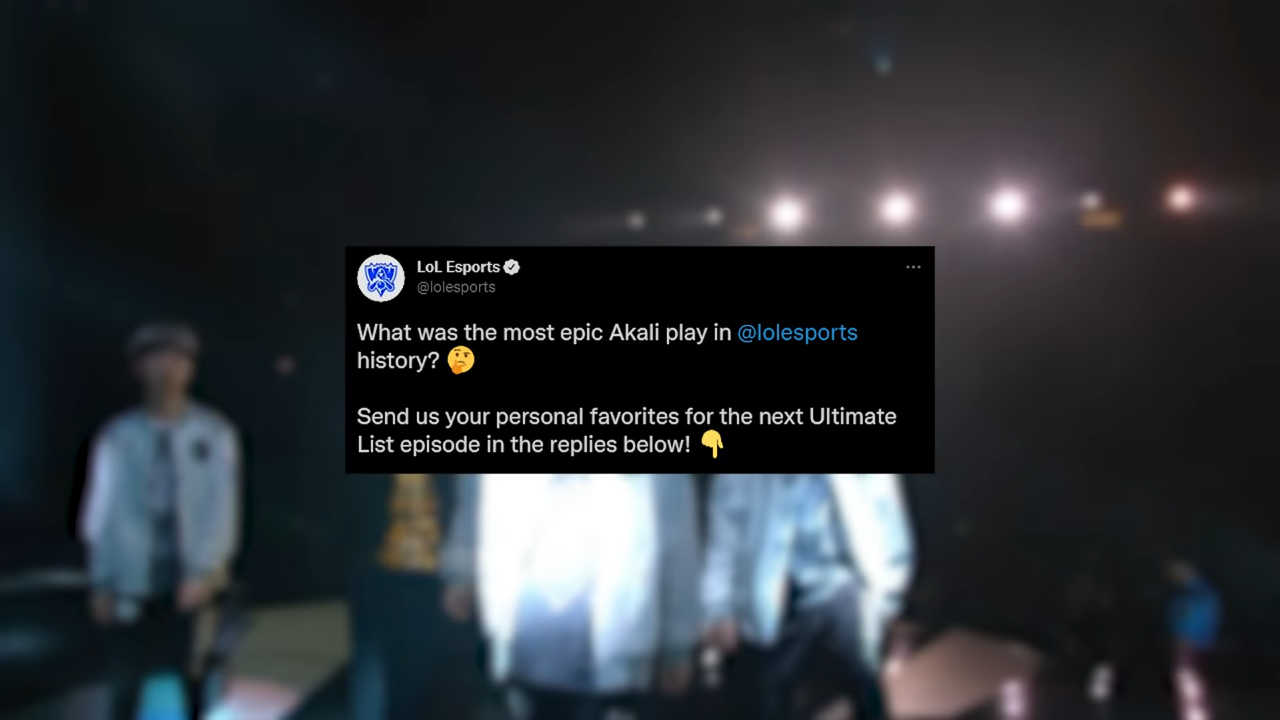 LoL Esports
@lolesports
What was the most epic Akali play in @lolesports
history? 🤔
Send us your personal favorites for the next Ultimate
List episode in the replies below! 👇